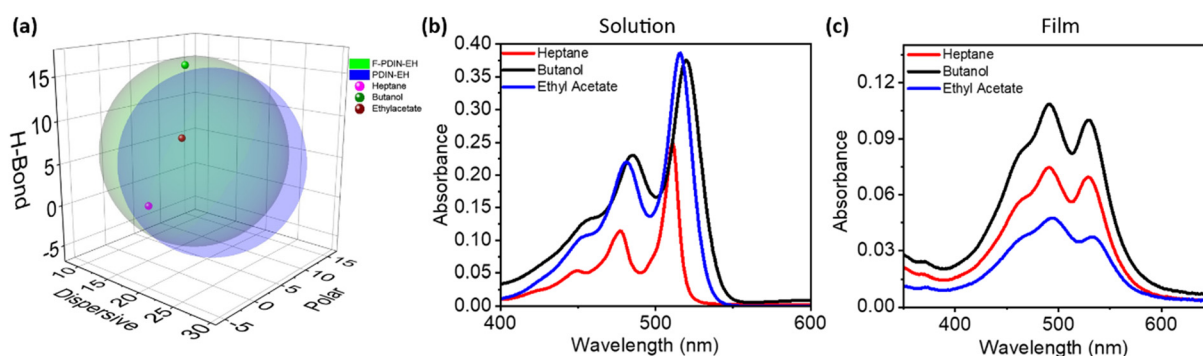 (a)
15
10
5
0
-5
H-Bond
10
15
20
25
30
Dispersive
-5
0
5
10
15
Polar
F-PDIN-EH
PDIN-EH
Heptane
Butanol
Ethylacetate
(b) Solution
0.40
0.35
0.30
0.25
0.20
0.15
0.10
0.05
0.00
Absorbance
Heptane
Butanol
Ethyl Acetate
400 500 600
Wavelength (nm)
(c) Film
0.12
0.09
0.06
0.03
0.00
Absorbance
Heptane
Butanol
Ethyl Acetate
400 500 600
Wavelength (nm)